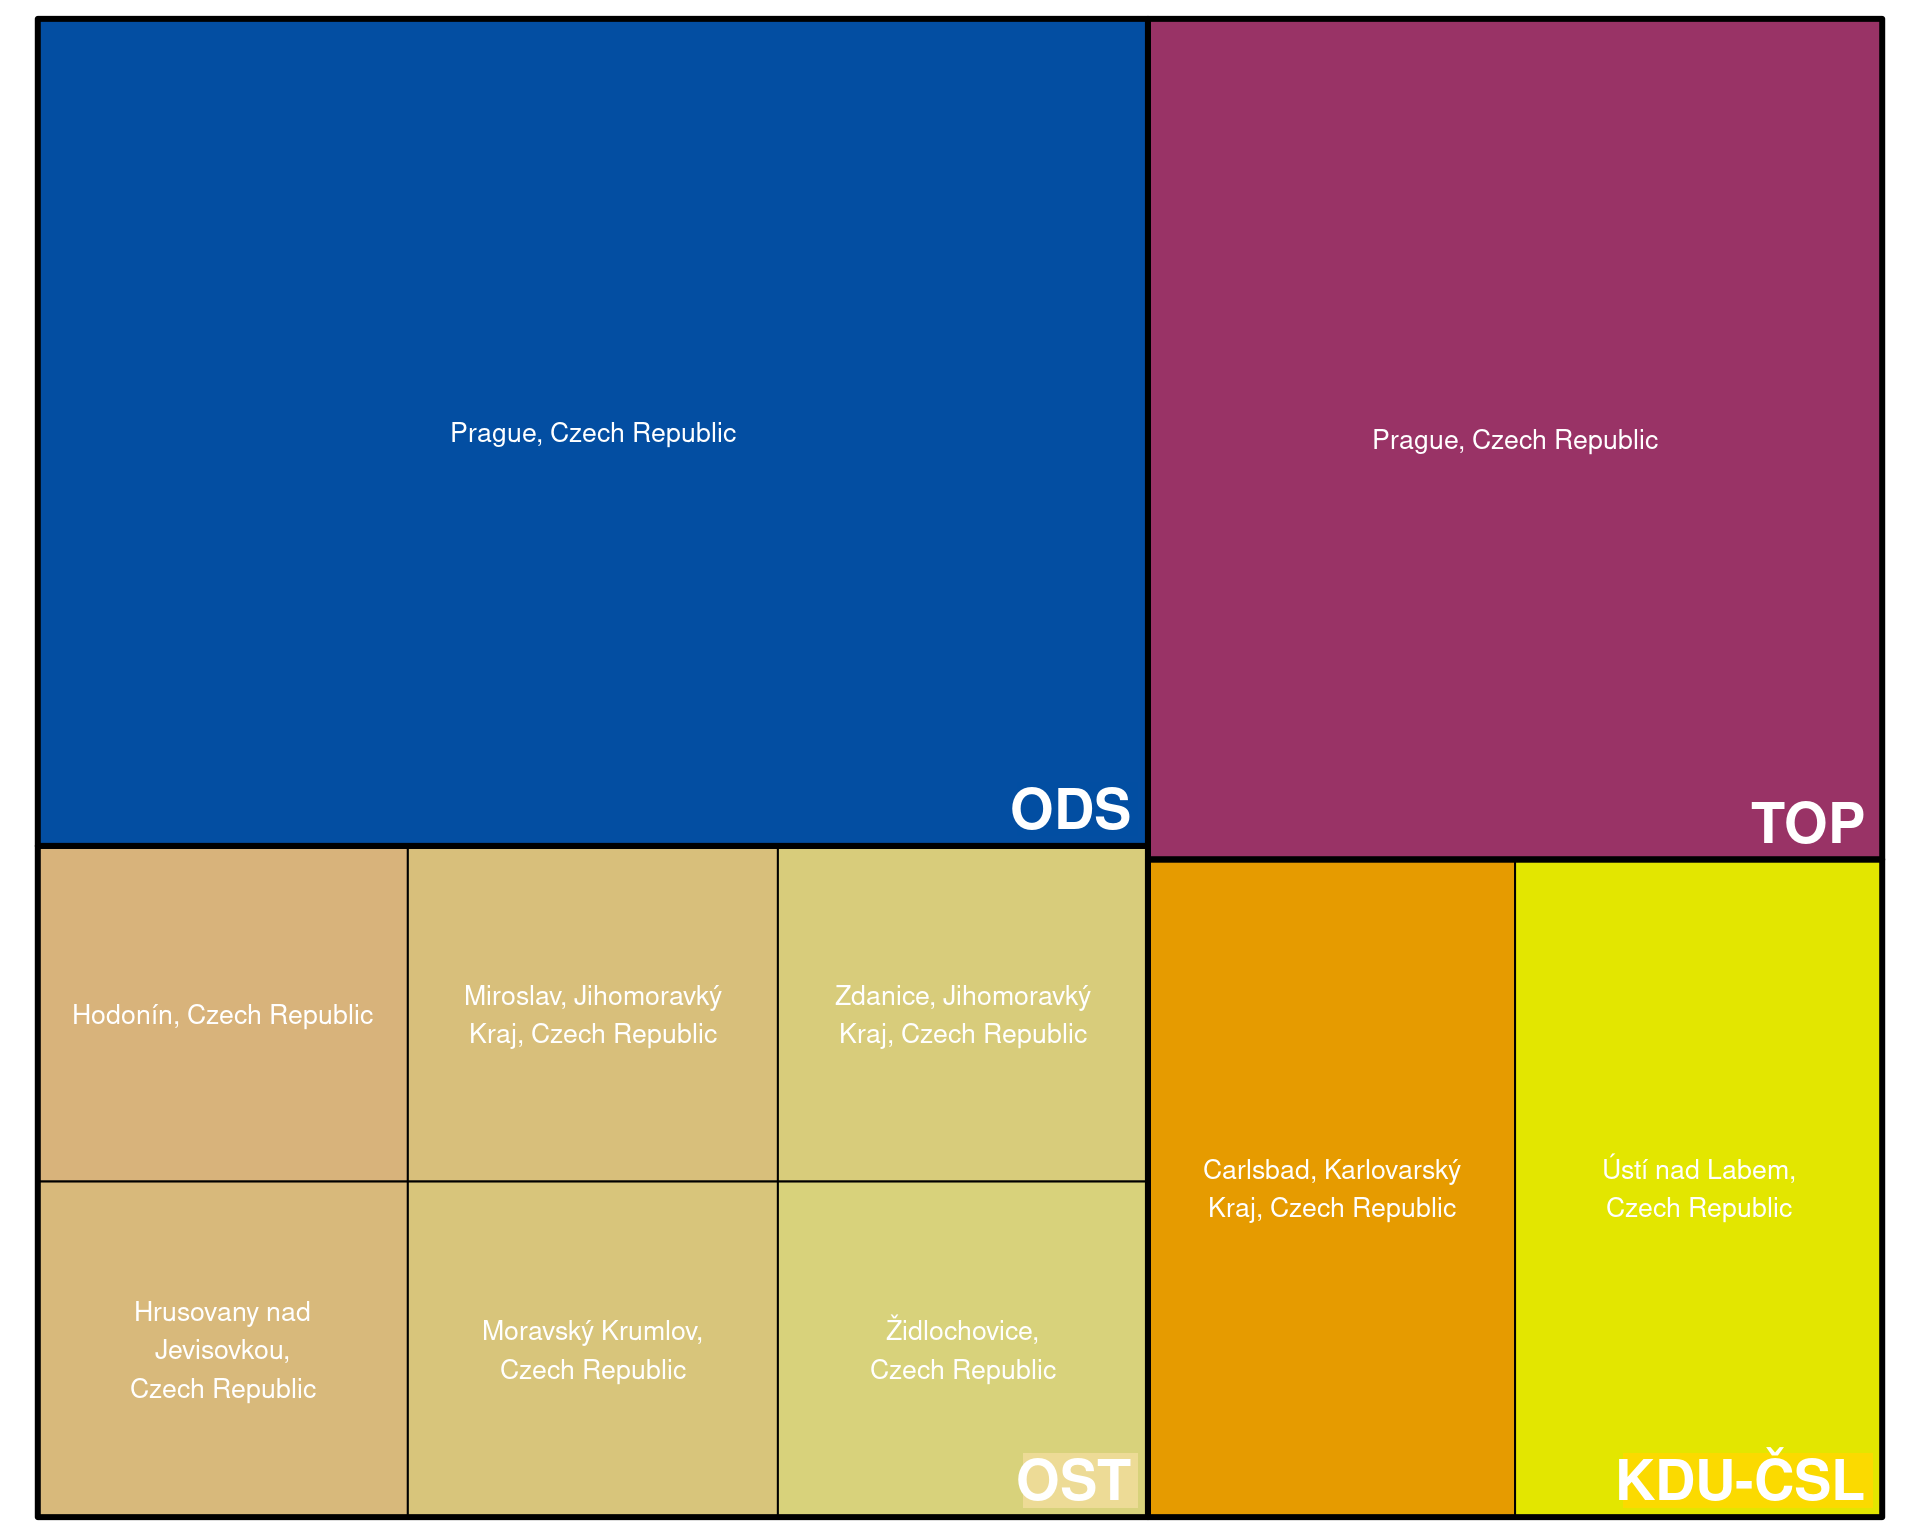 Prague, Czech Republic
ODS
Prague, Czech Republic
TOP
Hodonín, Czech Republic
Miroslav, Jihomoravký
Kraj, Czech Republic
Zdanice, Jihomoravký
Kraj, Czech Republic
Hrusovany nad
Jevisovkou,
Czech Republic
Moravský Krumlov,
Czech Republic
Židlochovice,
Czech Republic
OST
Carlsbad, Karlovarský
Kraj, Czech Republic
Ústí nad Labem,
Czech Republic
KDU-ČSL